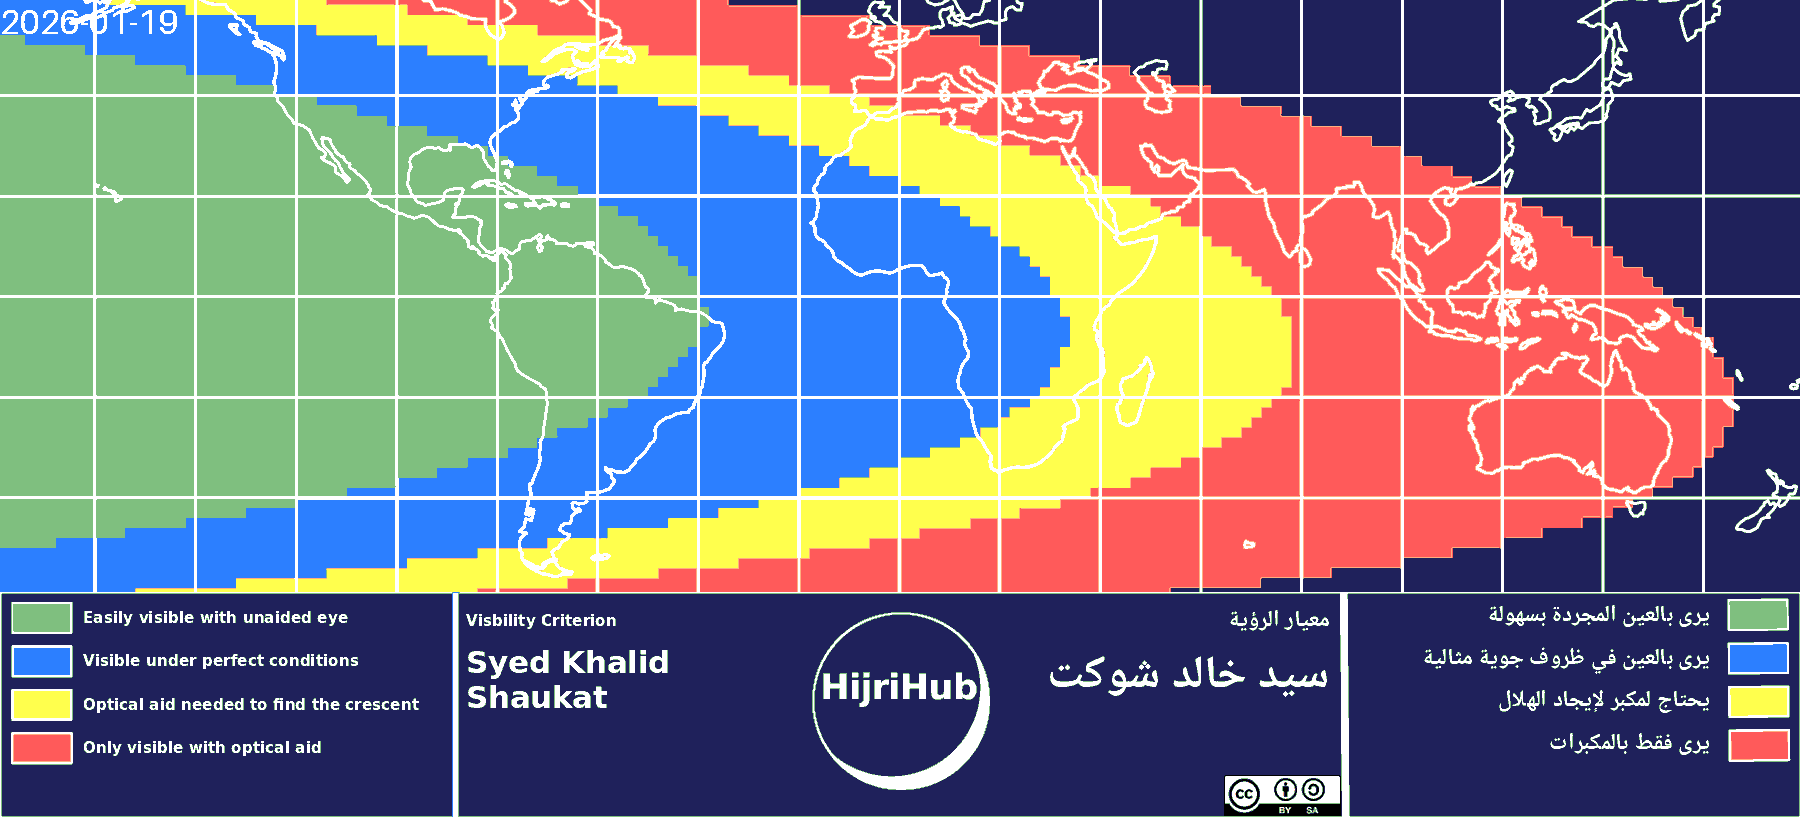 2026-01-19
Easily visible with unaided eye
Visible under perfect conditions
Optical aid needed to find the crescent
Only visible with optical aid
Visbility Criterion
Syed Khalid
Shaukat
HijriHub
معيار الرؤية
سيد خالد شوكت
cc
BY SA
يرى بالعين المجردة بسهولة
يرى بالعين في ظروف جوية مثالية
يحتاج لمكبر لإيجاد الهلال
يرى فقط بالمكبرات